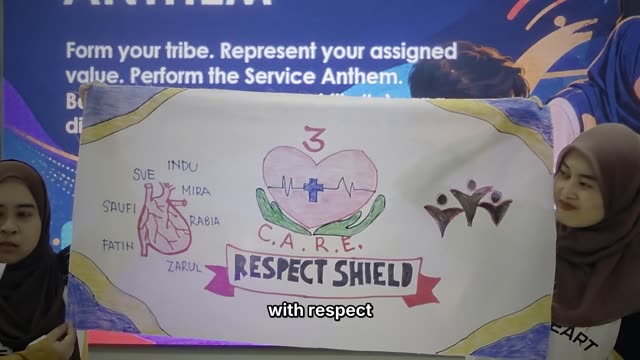 ANTHEM
Form your tribe. Represent your assigned
value. Perform the Service Anthem.
3
SUE
INDU
MIRA
SAUFI
RABIA
FATIN
ZARUL
C.A.R.E.
RESPECT SHIELD
with respect